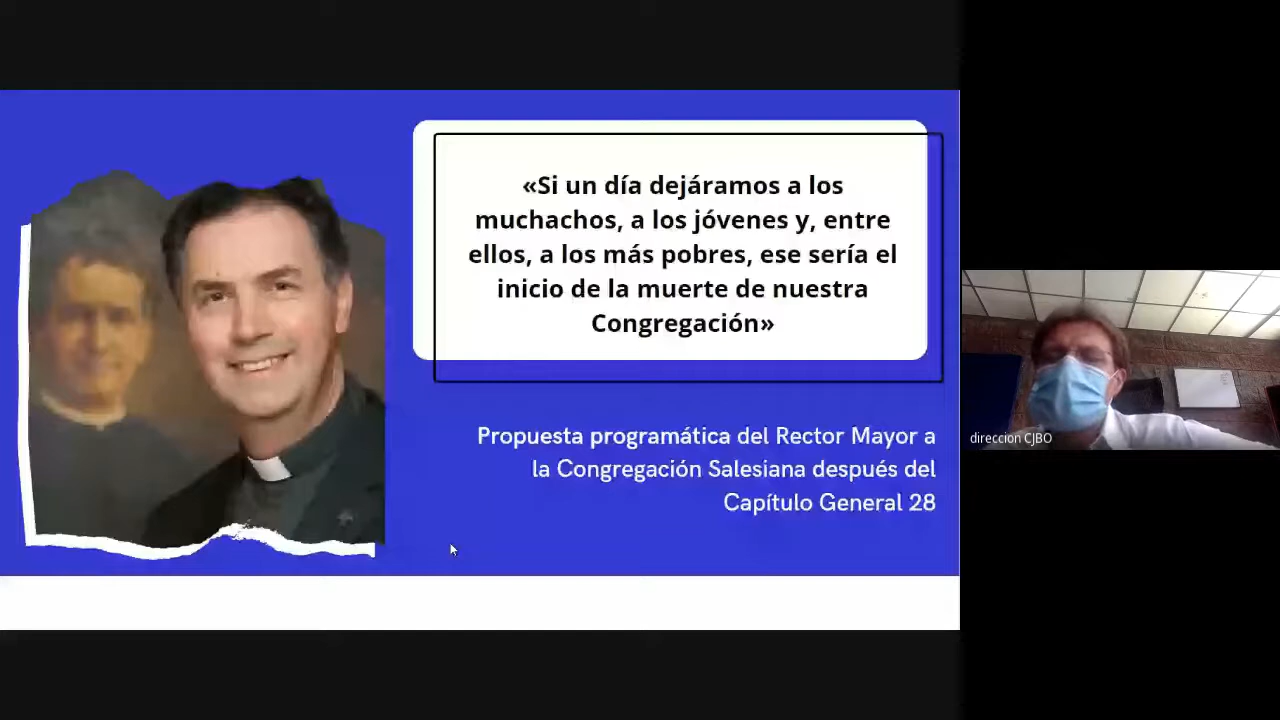 «Si un día dejáramos a los
muchachos, a los jóvenes y, entre
ellos, a los más pobres, ese sería el
inicio de la muerte de nuestra
Congregación»
Propuesta programática del Rector Mayor a
la Congregación Salesiana después del
Capítulo General 28
direccion CJBO